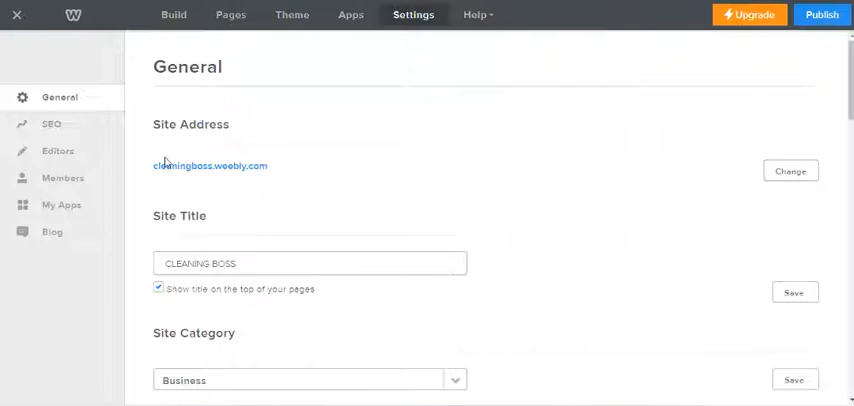 Build Pages Theme Apps Settings Help Upgrade Publish
General
SEO
Editors
Members
My Apps
Blog
General
Site Address
cleaningboss.weebly.com
Change
Site Title
CLEANING BOSS
Show title on the top of your pages
Save
Site Category
Business
Save